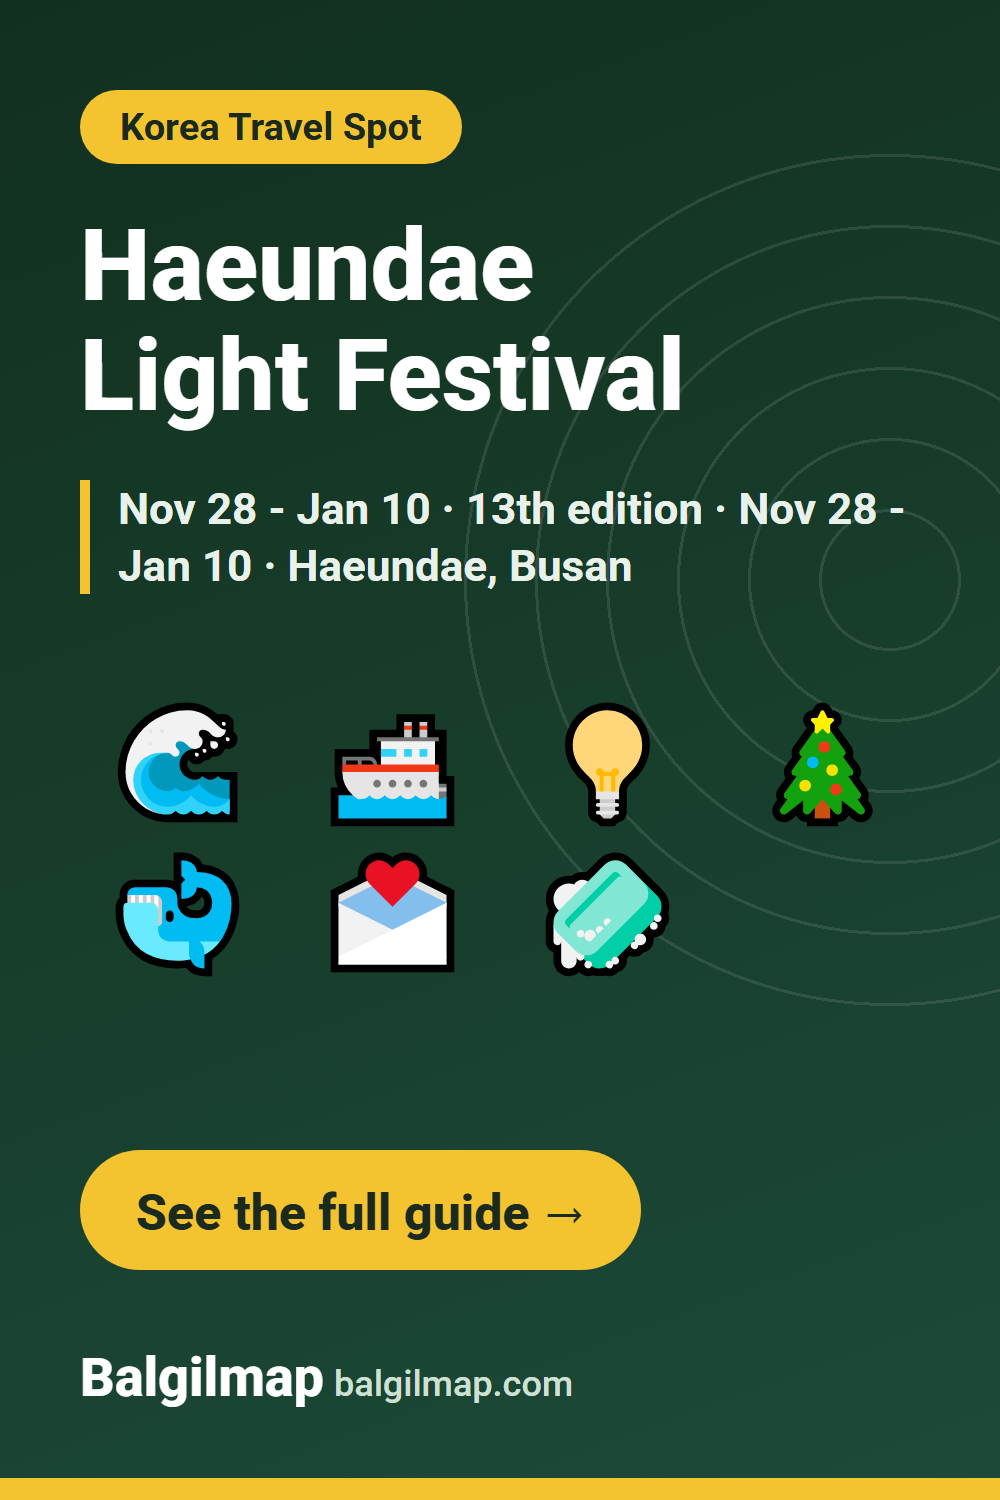 Korea Travel Spot
Haeundae
Light Festival
Nov 28 - Jan 10 · 13th edition · Nov 28 -
Jan 10 · Haeundae, Busan
See the full guide →
Balgilmap balgilmap.com